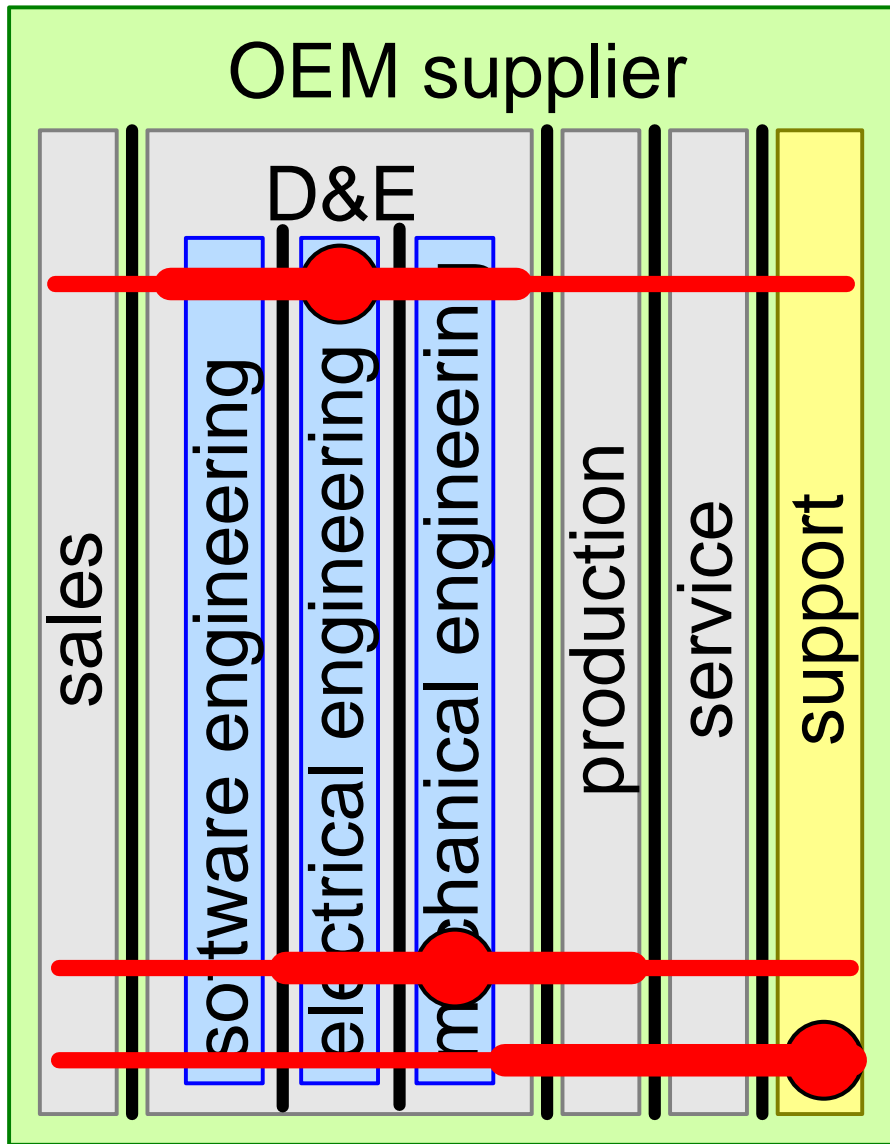 OEM supplier
D&E
sales
software engineering
electrical engineering
mechanical engineering
production
service
support